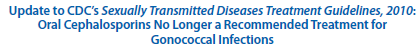 Update to CDC's Sexually Transmitted Diseases Treatment Guidelines, 2010:
Oral Cephalosporins No Longer a Recommended Treatment for
Gonococcal Infections